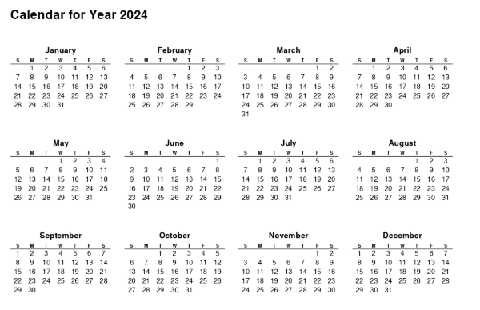 Calendar for Year 2024
January
S M T W T F S
1 2 3 4 5 6
7 8 9 10 11 12 13
14 15 16 17 18 19 20
21 22 23 24 25 26 27
28 29 30 31
February
S M T W T F S
1 2 3
4 5 6 7 8 9 10
11 12 13 14 15 16 17
18 19 20 21 22 23 24
25 26 27 28 29
March
S M T W T F S
1 2
3 4 5 6 7 8 9
10 11 12 13 14 15 16
17 18 19 20 21 22 23
24 25 26 27 28 29 30
31
April
S M T W T F S
1 2 3 4 5 6
7 8 9 10 11 12 13
14 15 16 17 18 19 20
21 22 23 24 25 26 27
28 29 30
May
S M T W T F S
1 2 3 4
5 6 7 8 9 10 11
12 13 14 15 16 17 18
19 20 21 22 23 24 25
26 27 28 29 30 31
June
S M T W T F S
1
2 3 4 5 6 7 8
9 10 11 12 13 14 15
16 17 18 19 20 21 22
23 24 25 26 27 28 29
30
July
S M T W T F S
1 2 3 4 5 6
7 8 9 10 11 12 13
14 15 16 17 18 19 20
21 22 23 24 25 26 27
28 29 30 31
August
S M T W T F S
1 2 3
4 5 6 7 8 9 10
11 12 13 14 15 16 17
18 19 20 21 22 23 24
25 26 27 28 29 30 31
September
S M T W T F S
1 2 3 4 5 6 7
8 9 10 11 12 13 14
15 16 17 18 19 20 21
22 23 24 25 26 27 28
29 30
October
S M T W T F S
1 2 3 4 5
6 7 8 9 10 11 12
13 14 15 16 17 18 19
20 21 22 23 24 25 26
27 28 29 30 31
November
S M T W T F S
1 2
3 4 5 6 7 8 9
10 11 12 13 14 15 16
17 18 19 20 21 22 23
24 25 26 27 28 29 30
December
S M T W T F S
1 2 3 4 5 6 7
8 9 10 11 12 13 14
15 16 17 18 19 20 21
22 23 24 25 26 27 28
29 30 31